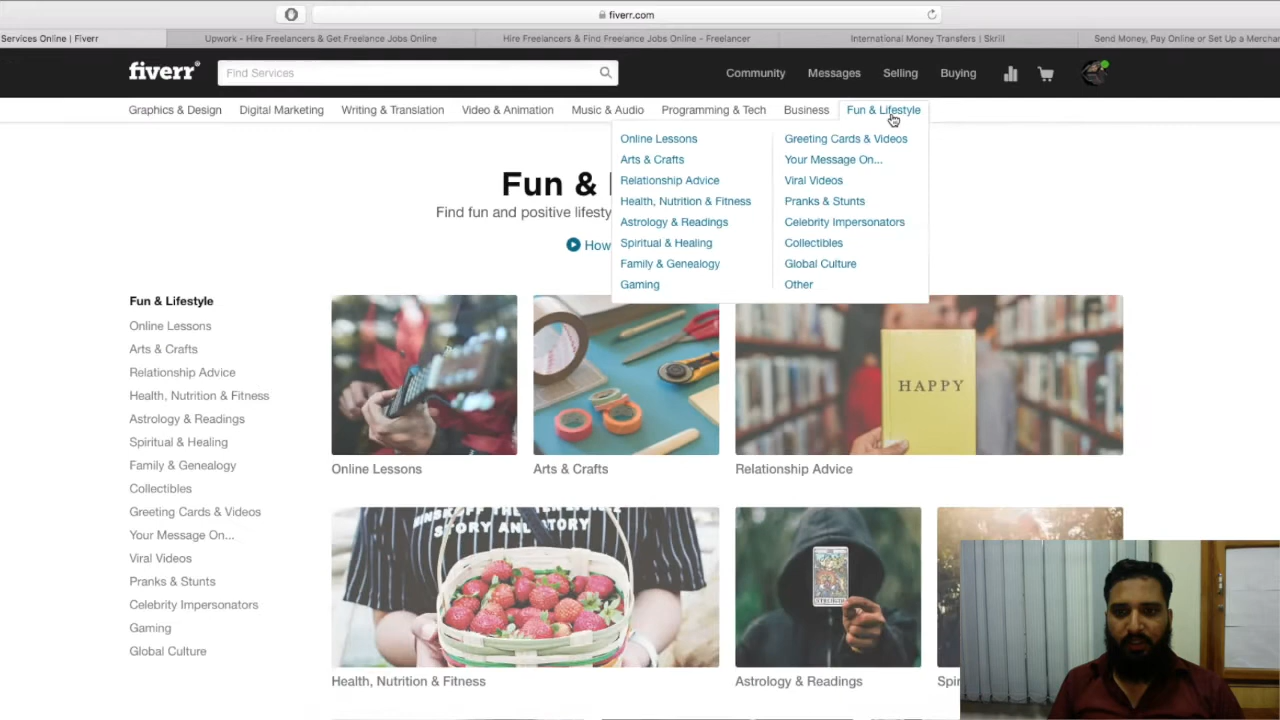 fiverr.com
Services Online | Fiverr
Upwork - Hire Freelancers & Get Freelance Jobs Online
Hire Freelancers & Find Freelance Jobs Online - Freelancer
International Money Transfers | Skrill
Send Money, Pay Online or Set Up a Merchan
fiverr®
Find Services
Community
Messages
Selling
Buying
Graphics & Design
Digital Marketing
Writing & Translation
Video & Animation
Music & Audio
Programming & Tech
Business
Fun & Lifestyle
Online Lessons
Arts & Crafts
Relationship Advice
Health, Nutrition & Fitness
Astrology & Readings
Spiritual & Healing
Family & Genealogy
Gaming
Greeting Cards & Videos
Your Message On...
Viral Videos
Pranks & Stunts
Celebrity Impersonators
Collectibles
Global Culture
Other
Fun &
Find fun and positive lifesty
How
Fun & Lifestyle
Online Lessons
Arts & Crafts
Relationship Advice
Health, Nutrition & Fitness
Astrology & Readings
Spiritual & Healing
Family & Genealogy
Collectibles
Greeting Cards & Videos
Your Message On...
Viral Videos
Pranks & Stunts
Celebrity Impersonators
Gaming
Global Culture
HAPPY
Online Lessons
Arts & Crafts
Relationship Advice
STORY AND STORY
STRENGTH
Health, Nutrition & Fitness
Astrology & Readings
Spir